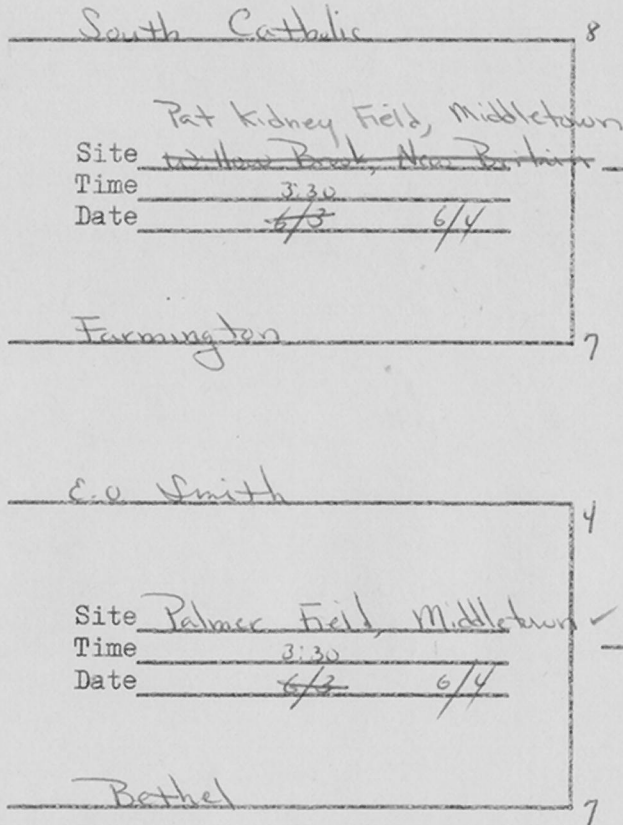 South Catholic 8
Pat Kidney Field, Middletown
Site Willow Brook, New Britain
Time 3:30
Date 6/3 6/4
Farmington 7
E.O Smith 4
Site Palmer Field, Middletown ✓
Time 3:30
Date 6/3 6/4
Bethel 7